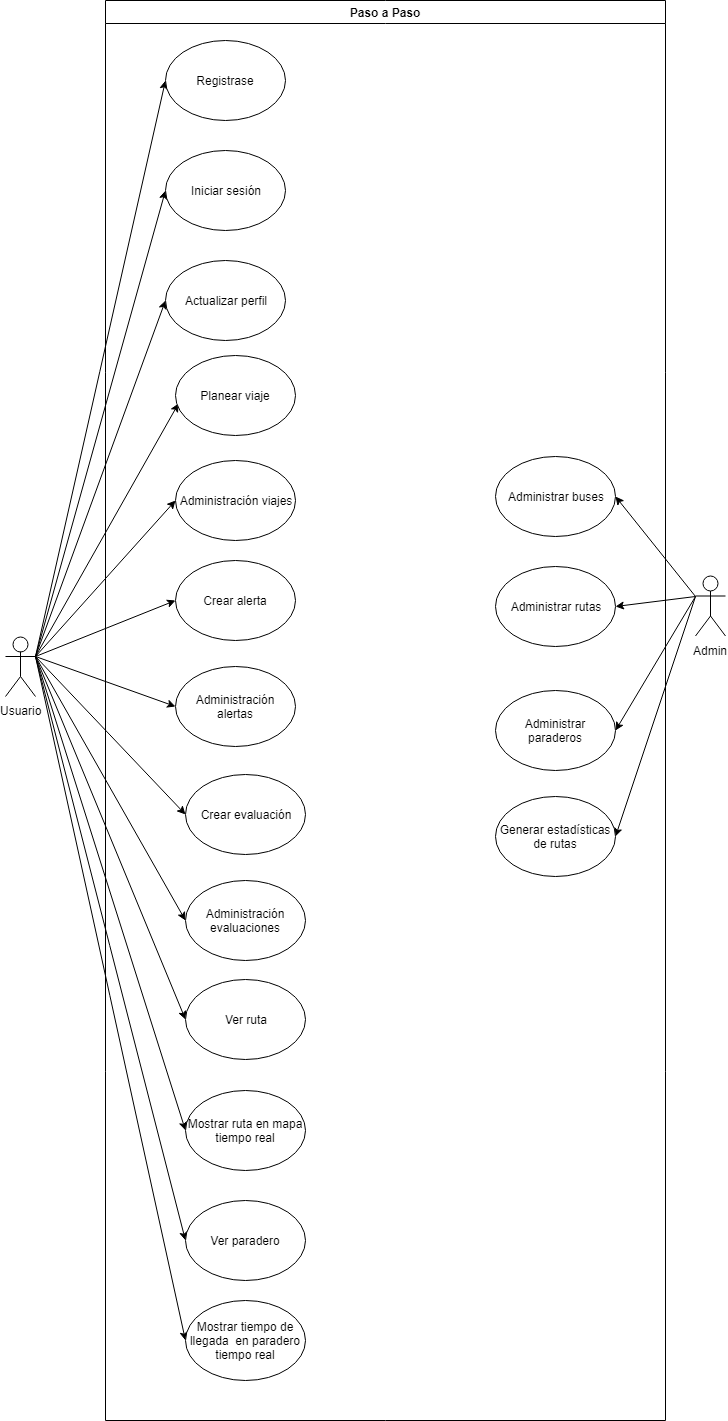 Paso a Paso
Registrase
Iniciar sesión
Actualizar perfil
Planear viaje
Administración viajes
Crear alerta
Administración
alertas
Crear evaluación
Administración
evaluaciones
Ver ruta
Mostrar ruta en mapa
tiempo real
Ver paradero
Mostrar tiempo de
llegada en paradero
tiempo real
Usuario
Administrar buses
Administrar rutas
Administrar
paraderos
Generar estadísticas
de rutas
Admin